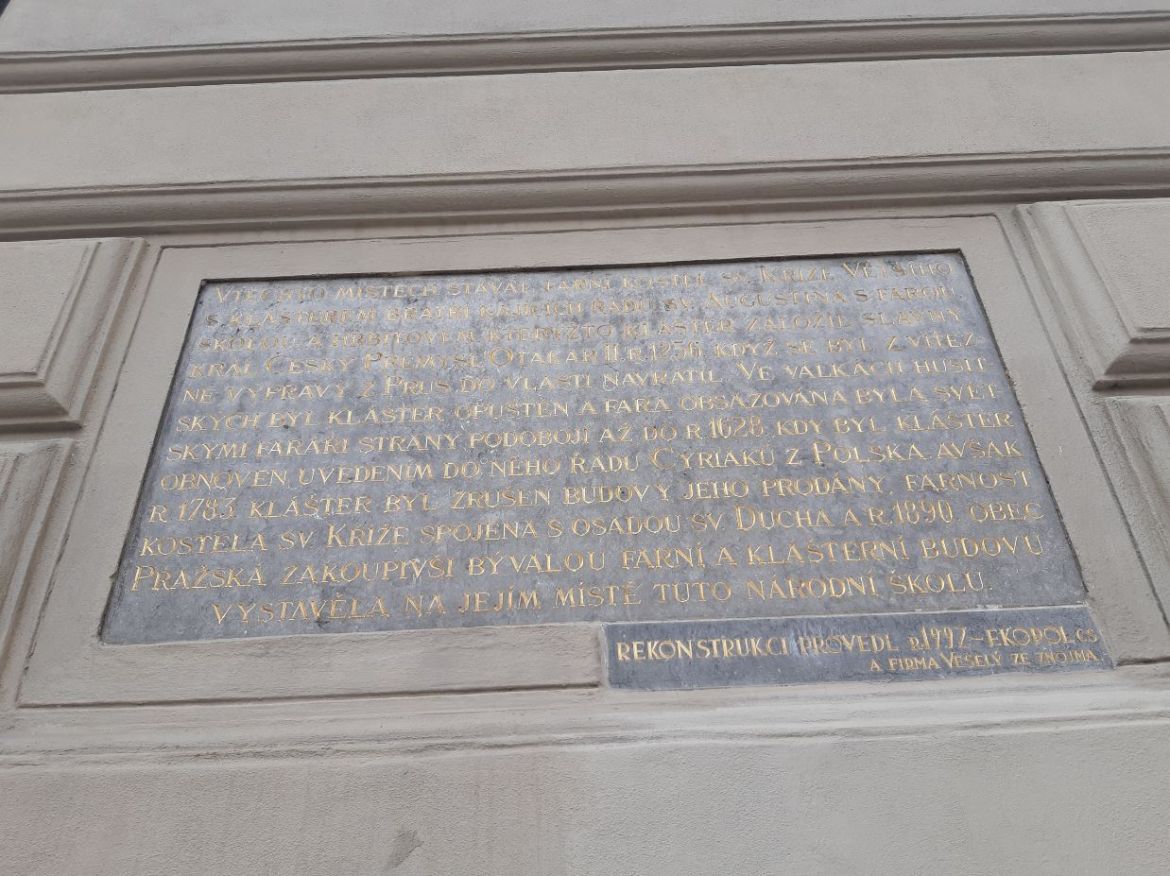 V TĚCHTO MÍSTECH STÁVAL FARNÍ KOSTEL SV. KŘÍŽE VĚTŠÍHO
S KLÁŠTEREM BRATŘÍ KAJÍCÍCH ŘÁDU SV. AUGUSTINA S FAROU,
ŠKOLOU A HŘBITOVEM, KTERÝŽTO KLÁŠTER ZALOŽIL SLAVNÝ
KRÁL ČESKÝ PŘEMYSL OTAKAR II. R. 1256, KDYŽ SE BYL Z VÍTĚZ
NÉ VÝPRAVY Z PRUS DO VLASTI NAVRÁTIL. VE VÁLKÁCH HUSIT
SKÝCH BYL KLÁŠTER OPUŠTĚN A FARA OBSAZOVÁNA BYLA SVĚT
SKÝMI FARÁŘI STRANY PODOBOJÍ AŽ DO R. 1628, KDY BYL KLÁŠTER
OBNOVEN, UVEDENÍM DO NĚHO ŘÁDU CYRIAKŮ Z POLSKA. AVŠAK
R. 1783. KLÁŠTER BYL ZRUŠEN BUDOVY JEHO PRODÁNY, FARNOST
KOSTELA SV. KŘÍŽE SPOJENA S OSADOU SV. DUCHA A R. 1890. OBEC
PRAŽSKÁ ZAKOUPIVŠI BÝVALOU FARNÍ A KLÁŠTERNÍ BUDOVU
VYSTAVĚLA NA JEJÍM MÍSTĚ TUTO NÁRODNÍ ŠKOLU.
REKONSTRUKCI PROVEDL R. 1992 - EKOPOL CS
A FIRMA VESELÝ ZE ZNOJMA